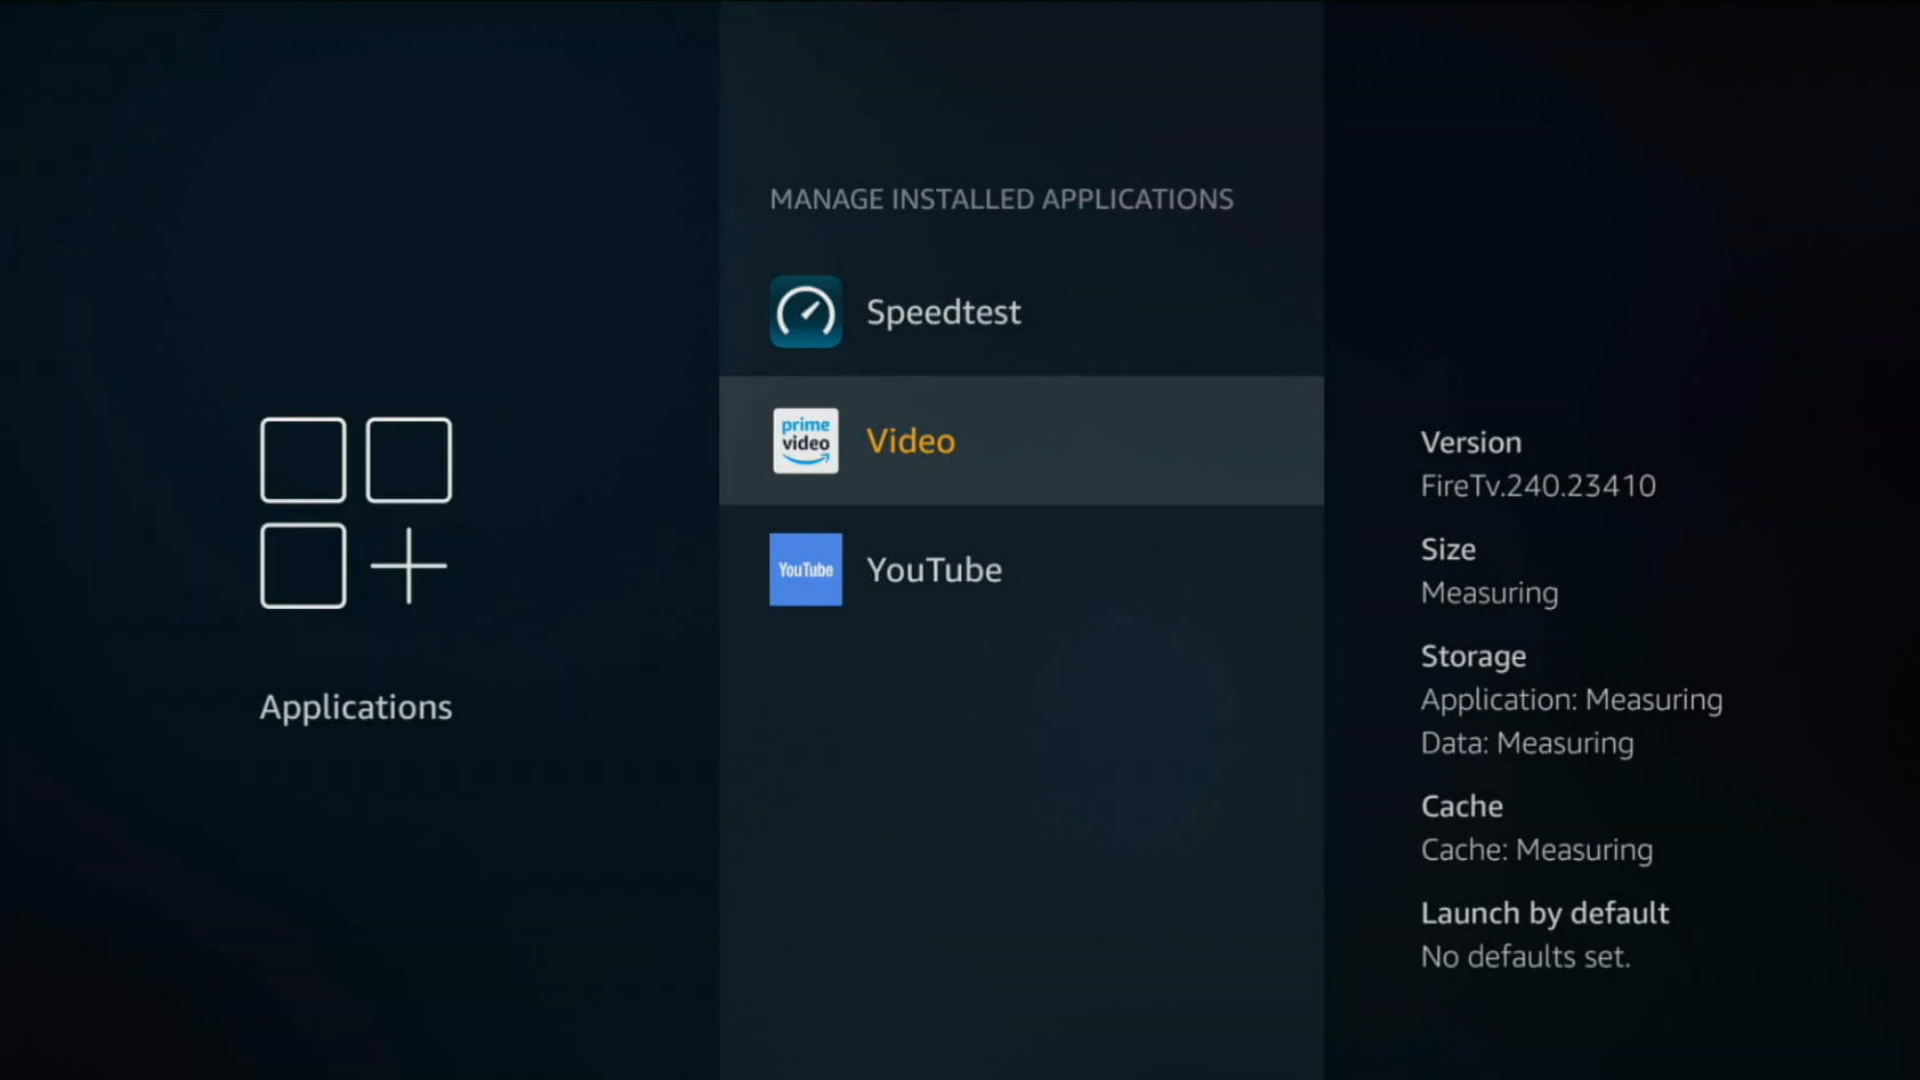 MANAGE INSTALLED APPLICATIONS
Speedtest
prime
video
Video
YouTube
YouTube
Applications
Version
FireTv.240.23410
Size
Measuring
Storage
Application: Measuring
Data: Measuring
Cache
Cache: Measuring
Launch by default
No defaults set.